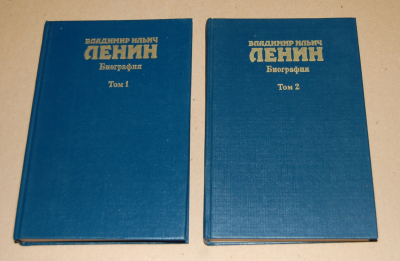 ВЛАДИМИР ИЛЬИЧ
ЛЕНИН
Биография
Том 1
ВЛАДИМИР ИЛЬИЧ
ЛЕНИН
Биография
Том 2